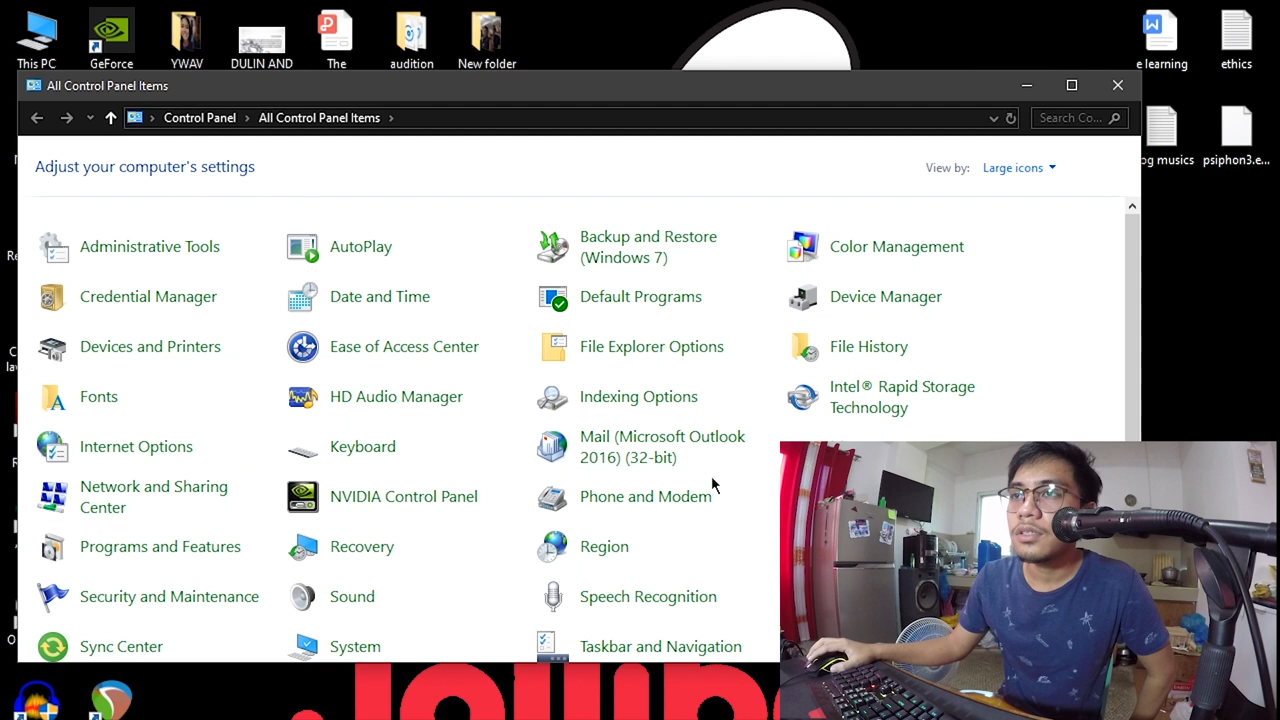 This PC
GeForce
YWAV
DULIN AND
The
audition
New folder
e learning
ethics
All Control Panel Items
Control Panel
All Control Panel Items
Search Co...
og musics
psiphon3.e...
Adjust your computer's settings
View by:
Large icons
Administrative Tools
AutoPlay
Backup and Restore
(Windows 7)
Color Management
Credential Manager
Date and Time
Default Programs
Device Manager
Devices and Printers
Ease of Access Center
File Explorer Options
File History
Fonts
HD Audio Manager
Indexing Options
Intel® Rapid Storage
Technology
Internet Options
Keyboard
Mail (Microsoft Outlook
2016) (32-bit)
Network and Sharing
Center
NVIDIA Control Panel
Phone and Modem
Programs and Features
Recovery
Region
Security and Maintenance
Sound
Speech Recognition
Sync Center
System
Taskbar and Navigation